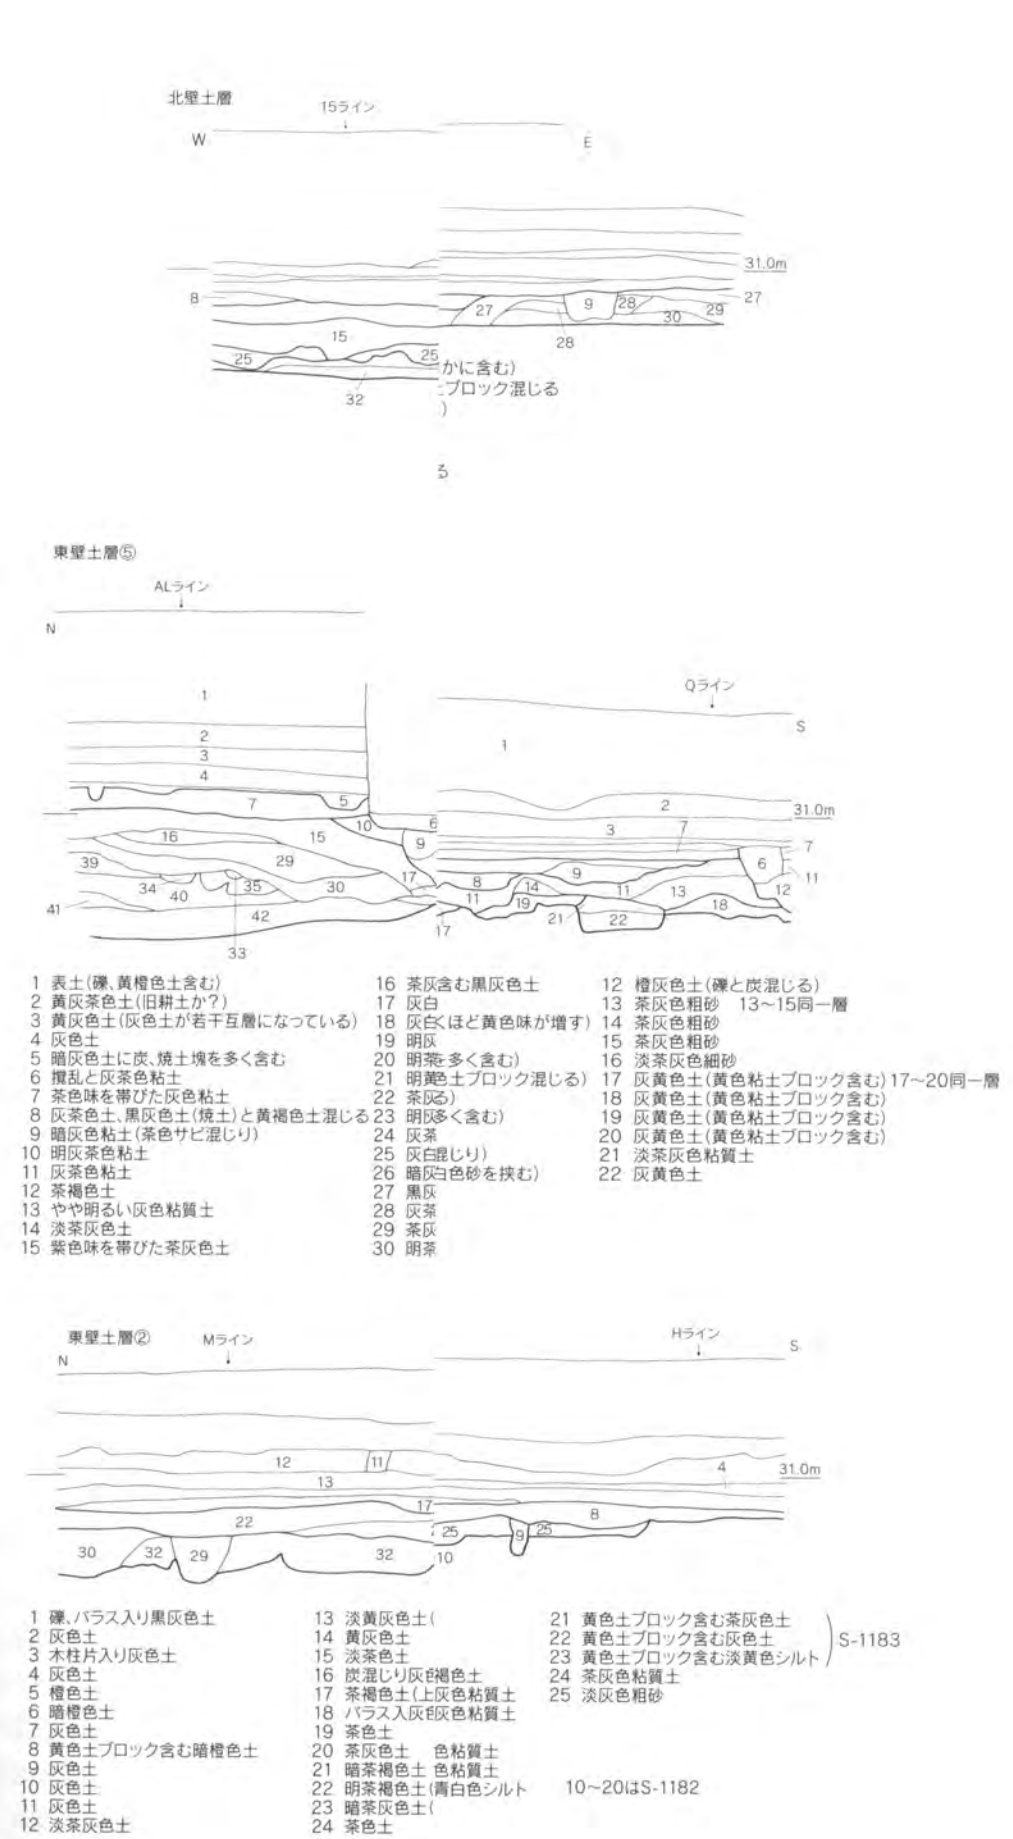 北壁土層
15ライン
W
E
31.0m
8
27
9
28
27
29
30
15
28
25
25
かに含む)
ブロック混じる
)
32
る
東壁土層⑤
ALライン
N
Qライン
S
1
2
3
4
1
2
31.0m
7
5
10
6
3
7
16
15
9
7
39
29
17
8
9
6
11
34
40
35
30
11
14
11
13
12
41
42
19
18
21
22
17
33
1 表土(礫、黄橙色土含む)
2 黄灰茶色土(旧耕土か?)
3 黄灰色土(灰色土が若干互層になっている)
4 灰色土
5 暗灰色土に炭、焼土塊を多く含む
6 攪乱と灰茶色粘土
7 茶色味を帯びた灰色粘土
8 灰茶色土、黒灰色土(焼土)と黄褐色土混じる
9 暗灰色粘土(茶色サビ混じり)
10 明灰茶色粘土
11 灰茶色粘土
12 茶褐色土
13 やや明るい灰色粘質土
14 淡茶灰色土
15 紫色味を帯びた茶灰色土
16 茶灰含む黒灰色土
17 灰白
18 灰白くほど黄色味が増す)
19 明灰
20 明茶を多く含む)
21 明黄色土ブロック混じる)
22 茶灰る)
23 明灰多く含む)
24 灰茶
25 灰白混じり)
26 暗灰白色砂を挟む)
27 黒灰
28 灰茶
29 茶灰
30 明茶
12 橙灰色土(礫と炭混じる)
13 茶灰色粗砂 13〜15同一層
14 茶灰色粗砂
15 茶灰色粗砂
16 淡茶灰色細砂
17 灰黄色土(黄色粘土ブロック含む)17〜20同一層
18 灰黄色土(黄色粘土ブロック含む)
19 灰黄色土(黄色粘土ブロック含む)
20 灰黄色土(黄色粘土ブロック含む)
21 淡茶灰色粘質土
22 灰黄色土
東壁土層②
Mライン
N
Hライン
S
12
11
4
31.0m
13
17
22
8
25
9
25
30
32
29
32
10
1 礫、バラス入り黒灰色土
2 灰色土
3 木柱片入り灰色土
4 灰色土
5 橙色土
6 暗橙色土
7 灰色土
8 黄色土ブロック含む暗橙色土
9 灰色土
10 灰色土
11 灰色土
12 淡茶灰色土
13 淡黄灰色土(
14 黄灰色土
15 淡茶色土
16 炭混じり灰色褐色土
17 茶褐色土(上灰色粘質土
18 バラス入灰色灰色粘質土
19 茶色土
20 茶灰色土 色粘質土
21 暗茶褐色土 色粘質土
22 明茶褐色土(青白色シルト
23 暗茶灰色土(
24 茶色土
21 黄色土ブロック含む茶灰色土
22 黄色土ブロック含む灰色土
23 黄色土ブロック含む淡黄色シルト
S-1183
24 茶灰色粘質土
25 淡灰色粗砂
10〜20はS-1182